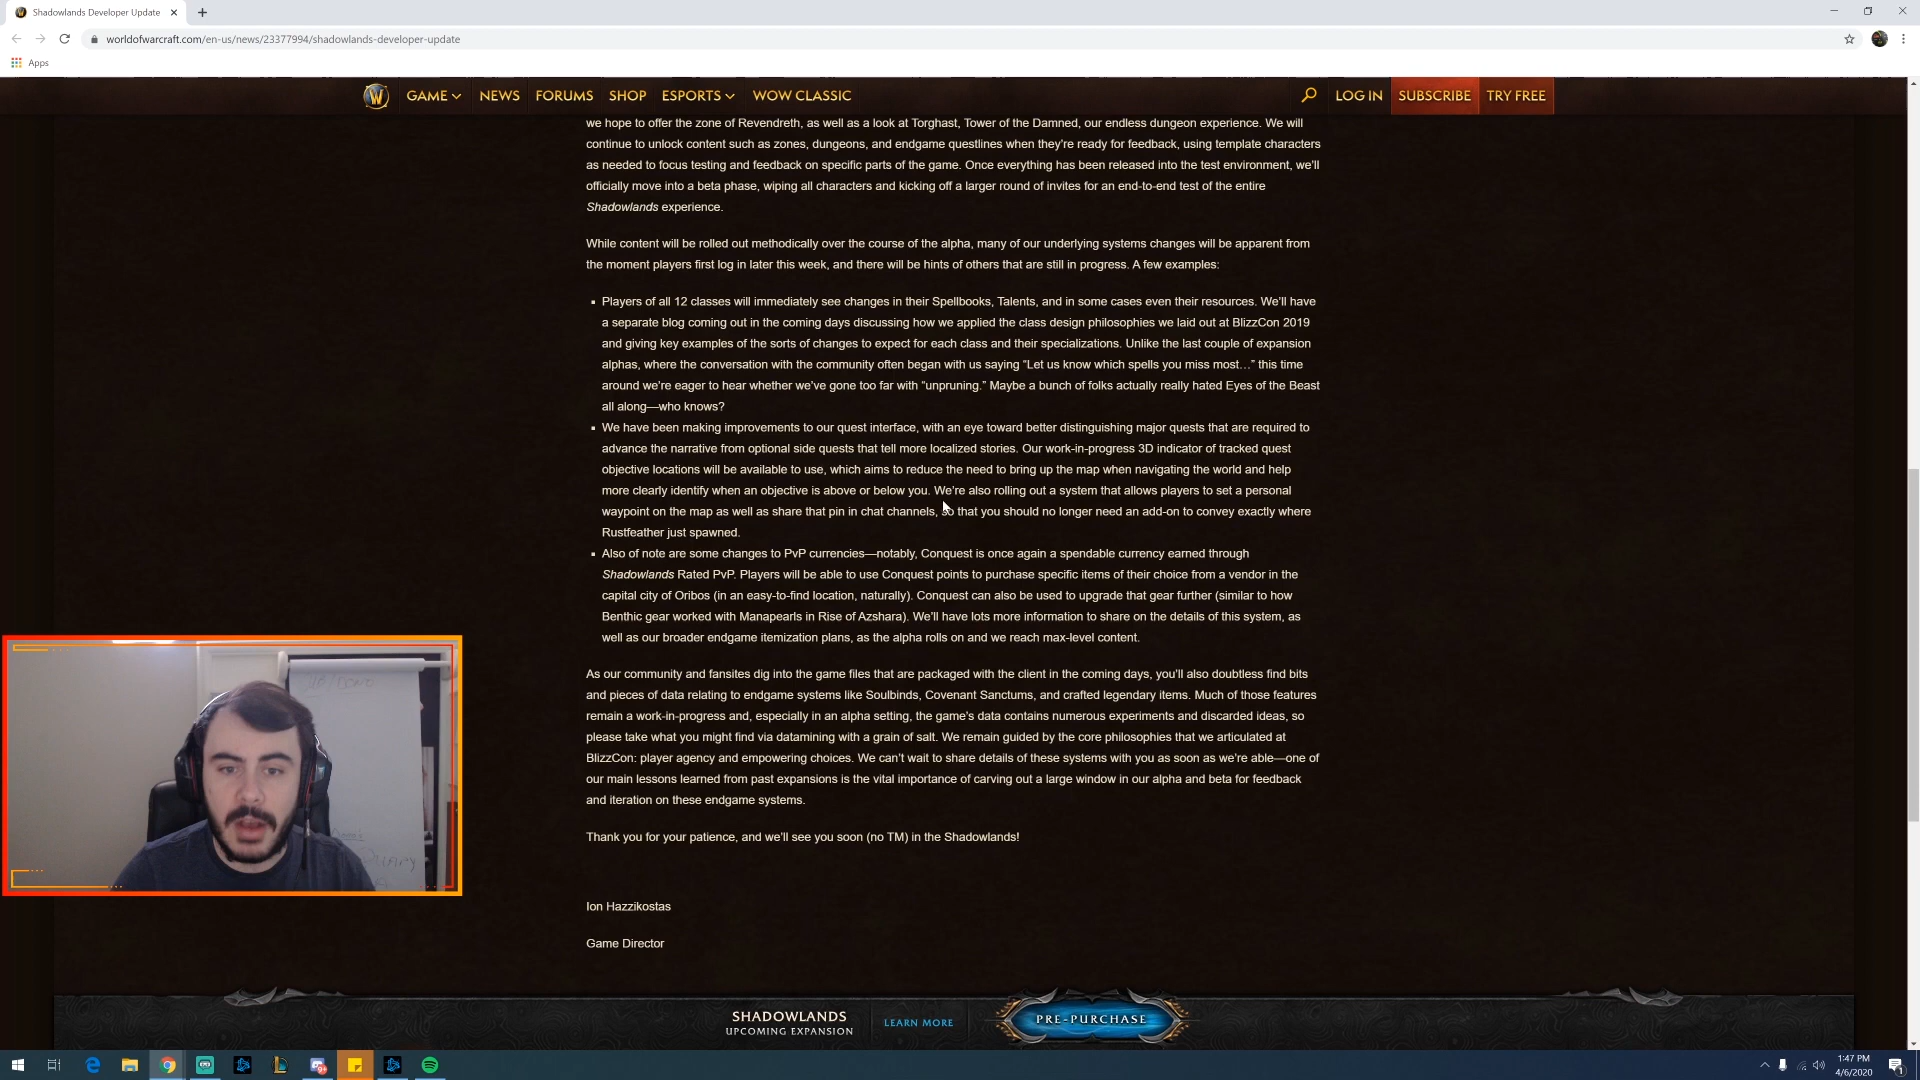 Shadowlands Developer Update
worldofwarcraft.com/en-us/news/23377994/shadowlands-developer-update
Apps
GAME NEWS FORUMS SHOP ESPORTS WOW CLASSIC LOG IN SUBSCRIBE TRY FREE
we hope to offer the zone of Revendreth, as well as a look at Torghast, Tower of the Damned, our endless dungeon experience. We will
continue to unlock content such as zones, dungeons, and endgame questlines when they're ready for feedback, using template characters
as needed to focus testing and feedback on specific parts of the game. Once everything has been released into the test environment, we'll
officially move into a beta phase, wiping all characters and kicking off a larger round of invites for an end-to-end test of the entire
Shadowlands experience.
While content will be rolled out methodically over the course of the alpha, many of our underlying systems changes will be apparent from
the moment players first log in later this week, and there will be hints of others that are still in progress. A few examples:
Players of all 12 classes will immediately see changes in their Spellbooks, Talents, and in some cases even their resources. We'll have
a separate blog coming out in the coming days discussing how we applied the class design philosophies we laid out at BlizzCon 2019
and giving key examples of the sorts of changes to expect for each class and their specializations. Unlike the last couple of expansion
alphas, where the conversation with the community often began with us saying "Let us know which spells you miss most…" this time
around we're eager to hear whether we've gone too far with "unpruning." Maybe a bunch of folks actually really hated Eyes of the Beast
all along—who knows?
We have been making improvements to our quest interface, with an eye toward better distinguishing major quests that are required to
advance the narrative from optional side quests that tell more localized stories. Our work-in-progress 3D indicator of tracked quest
objective locations will be available to use, which aims to reduce the need to bring up the map when navigating the world and help
more clearly identify when an objective is above or below you. We're also rolling out a system that allows players to set a personal
waypoint on the map as well as share that pin in chat channels, so that you should no longer need an add-on to convey exactly where
Rustfeather just spawned.
Also of note are some changes to PvP currencies—notably, Conquest is once again a spendable currency earned through
Shadowlands Rated PvP. Players will be able to use Conquest points to purchase specific items of their choice from a vendor in the
capital city of Oribos (in an easy-to-find location, naturally). Conquest can also be used to upgrade that gear further (similar to how
Benthic gear worked with Manapearls in Rise of Azshara). We'll have lots more information to share on the details of this system, as
well as our broader endgame itemization plans, as the alpha rolls on and we reach max-level content.
As our community and fansites dig into the game files that are packaged with the client in the coming days, you'll also doubtless find bits
and pieces of data relating to endgame systems like Soulbinds, Covenant Sanctums, and crafted legendary items. Much of those features
remain a work-in-progress and, especially in an alpha setting, the game's data contains numerous experiments and discarded ideas, so
please take what you might find via datamining with a grain of salt. We remain guided by the core philosophies that we articulated at
BlizzCon: player agency and empowering choices. We can't wait to share details of these systems with you as soon as we're able—one of
our main lessons learned from past expansions is the vital importance of carving out a large window in our alpha and beta for feedback
and iteration on these endgame systems.
Thank you for your patience, and we'll see you soon (no TM) in the Shadowlands!
Ion Hazzikostas
Game Director
SHADOWLANDS
UPCOMING EXPANSION
LEARN MORE
PRE-PURCHASE
1:47 PM
4/6/2020